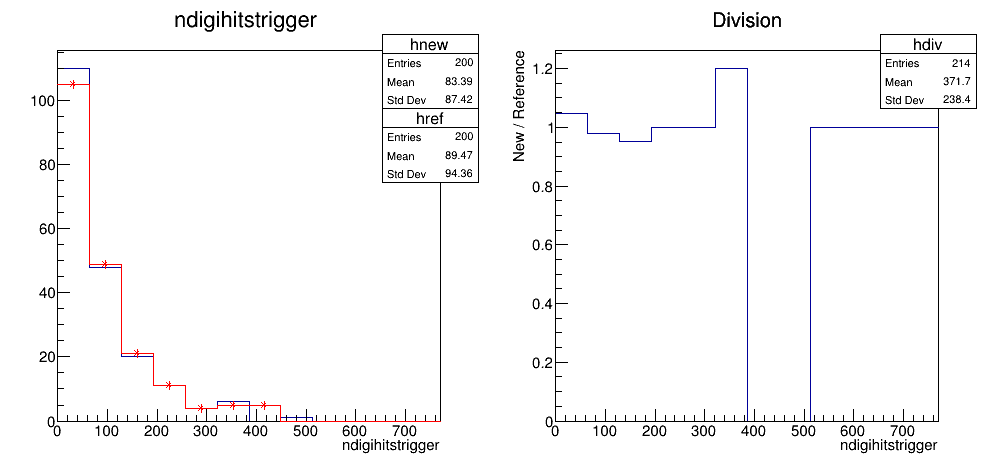 ndigihitstrigger
hnew
Entries 200
Mean 83.39
Std Dev 87.42
href
Entries 200
Mean 89.47
Std Dev 94.36
100
80
60
40
20
0
0 100 200 300 400 500 600 700
ndigihitstrigger
Division
hdiv
Entries 214
Mean 371.7
Std Dev 238.4
New / Reference
1.2
1
0.8
0.6
0.4
0.2
0
0 100 200 300 400 500 600 700
ndigihitstrigger